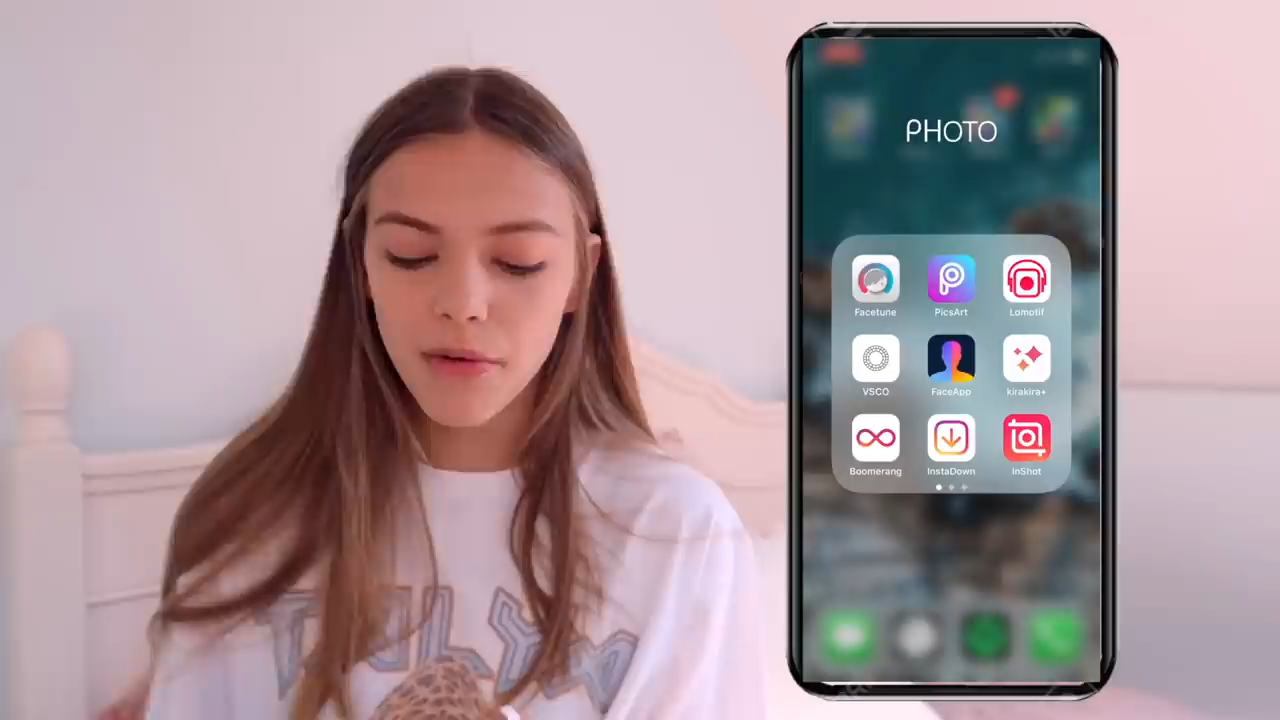 PHOTO
Facetune
PicsArt
Lomotif
VSCO
FaceApp
kirakira+
Boomerang
InstaDown
InShot